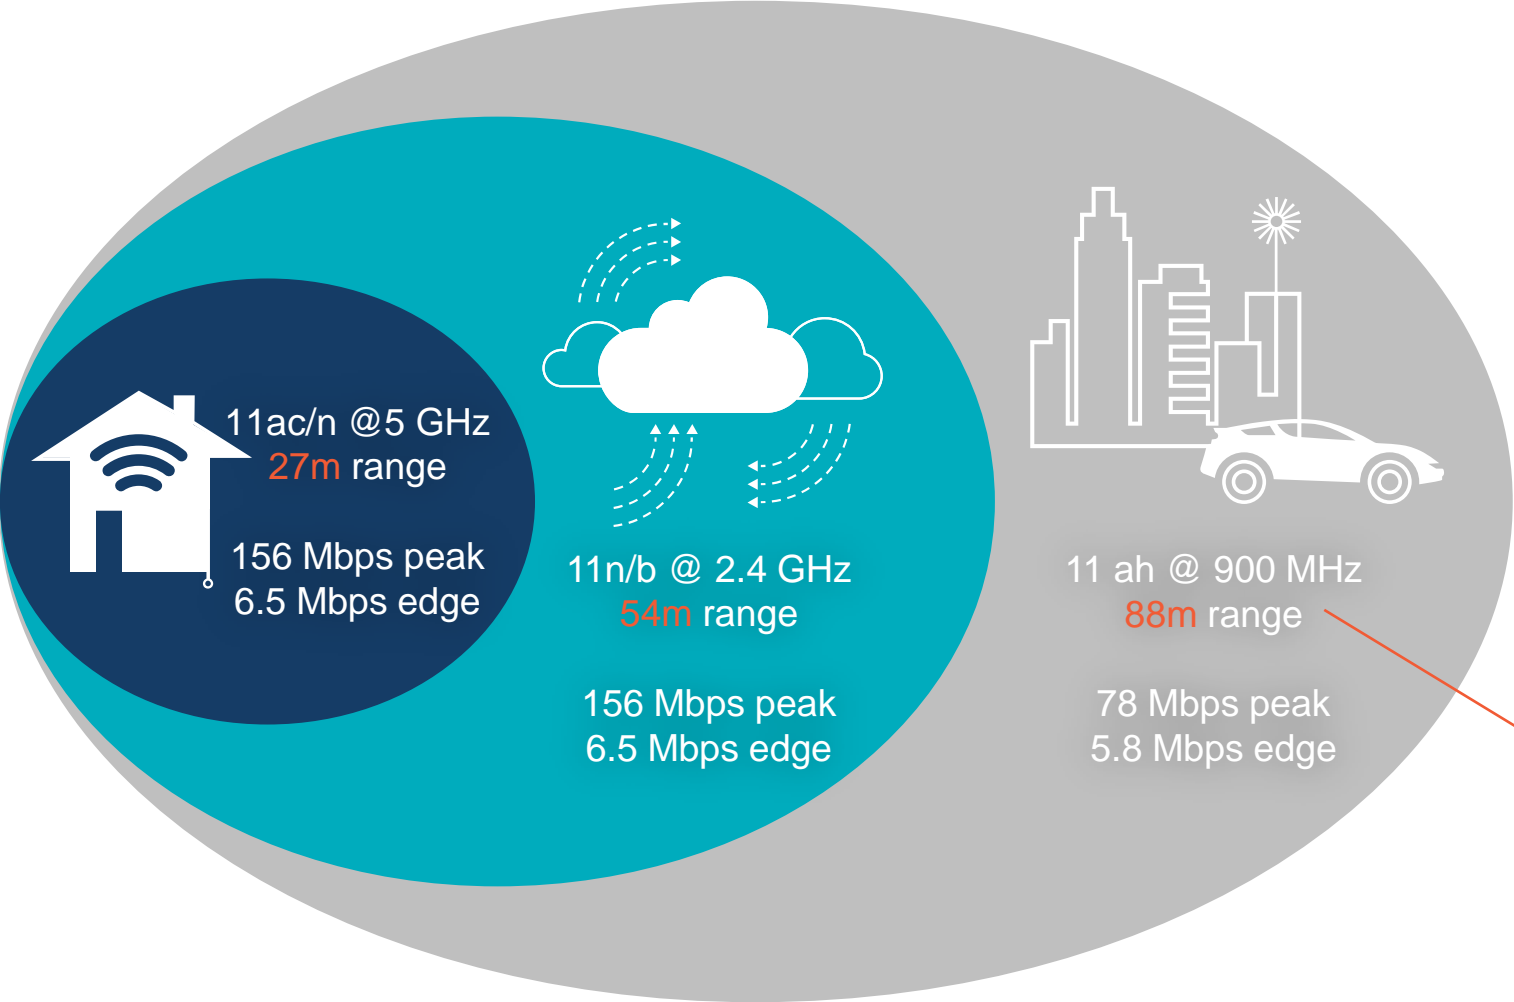 11ac/n @5 GHz
27m range
156 Mbps peak
6.5 Mbps edge
11n/b @ 2.4 GHz
54m range
156 Mbps peak
6.5 Mbps edge
11 ah @ 900 MHz
88m range
78 Mbps peak
5.8 Mbps edge